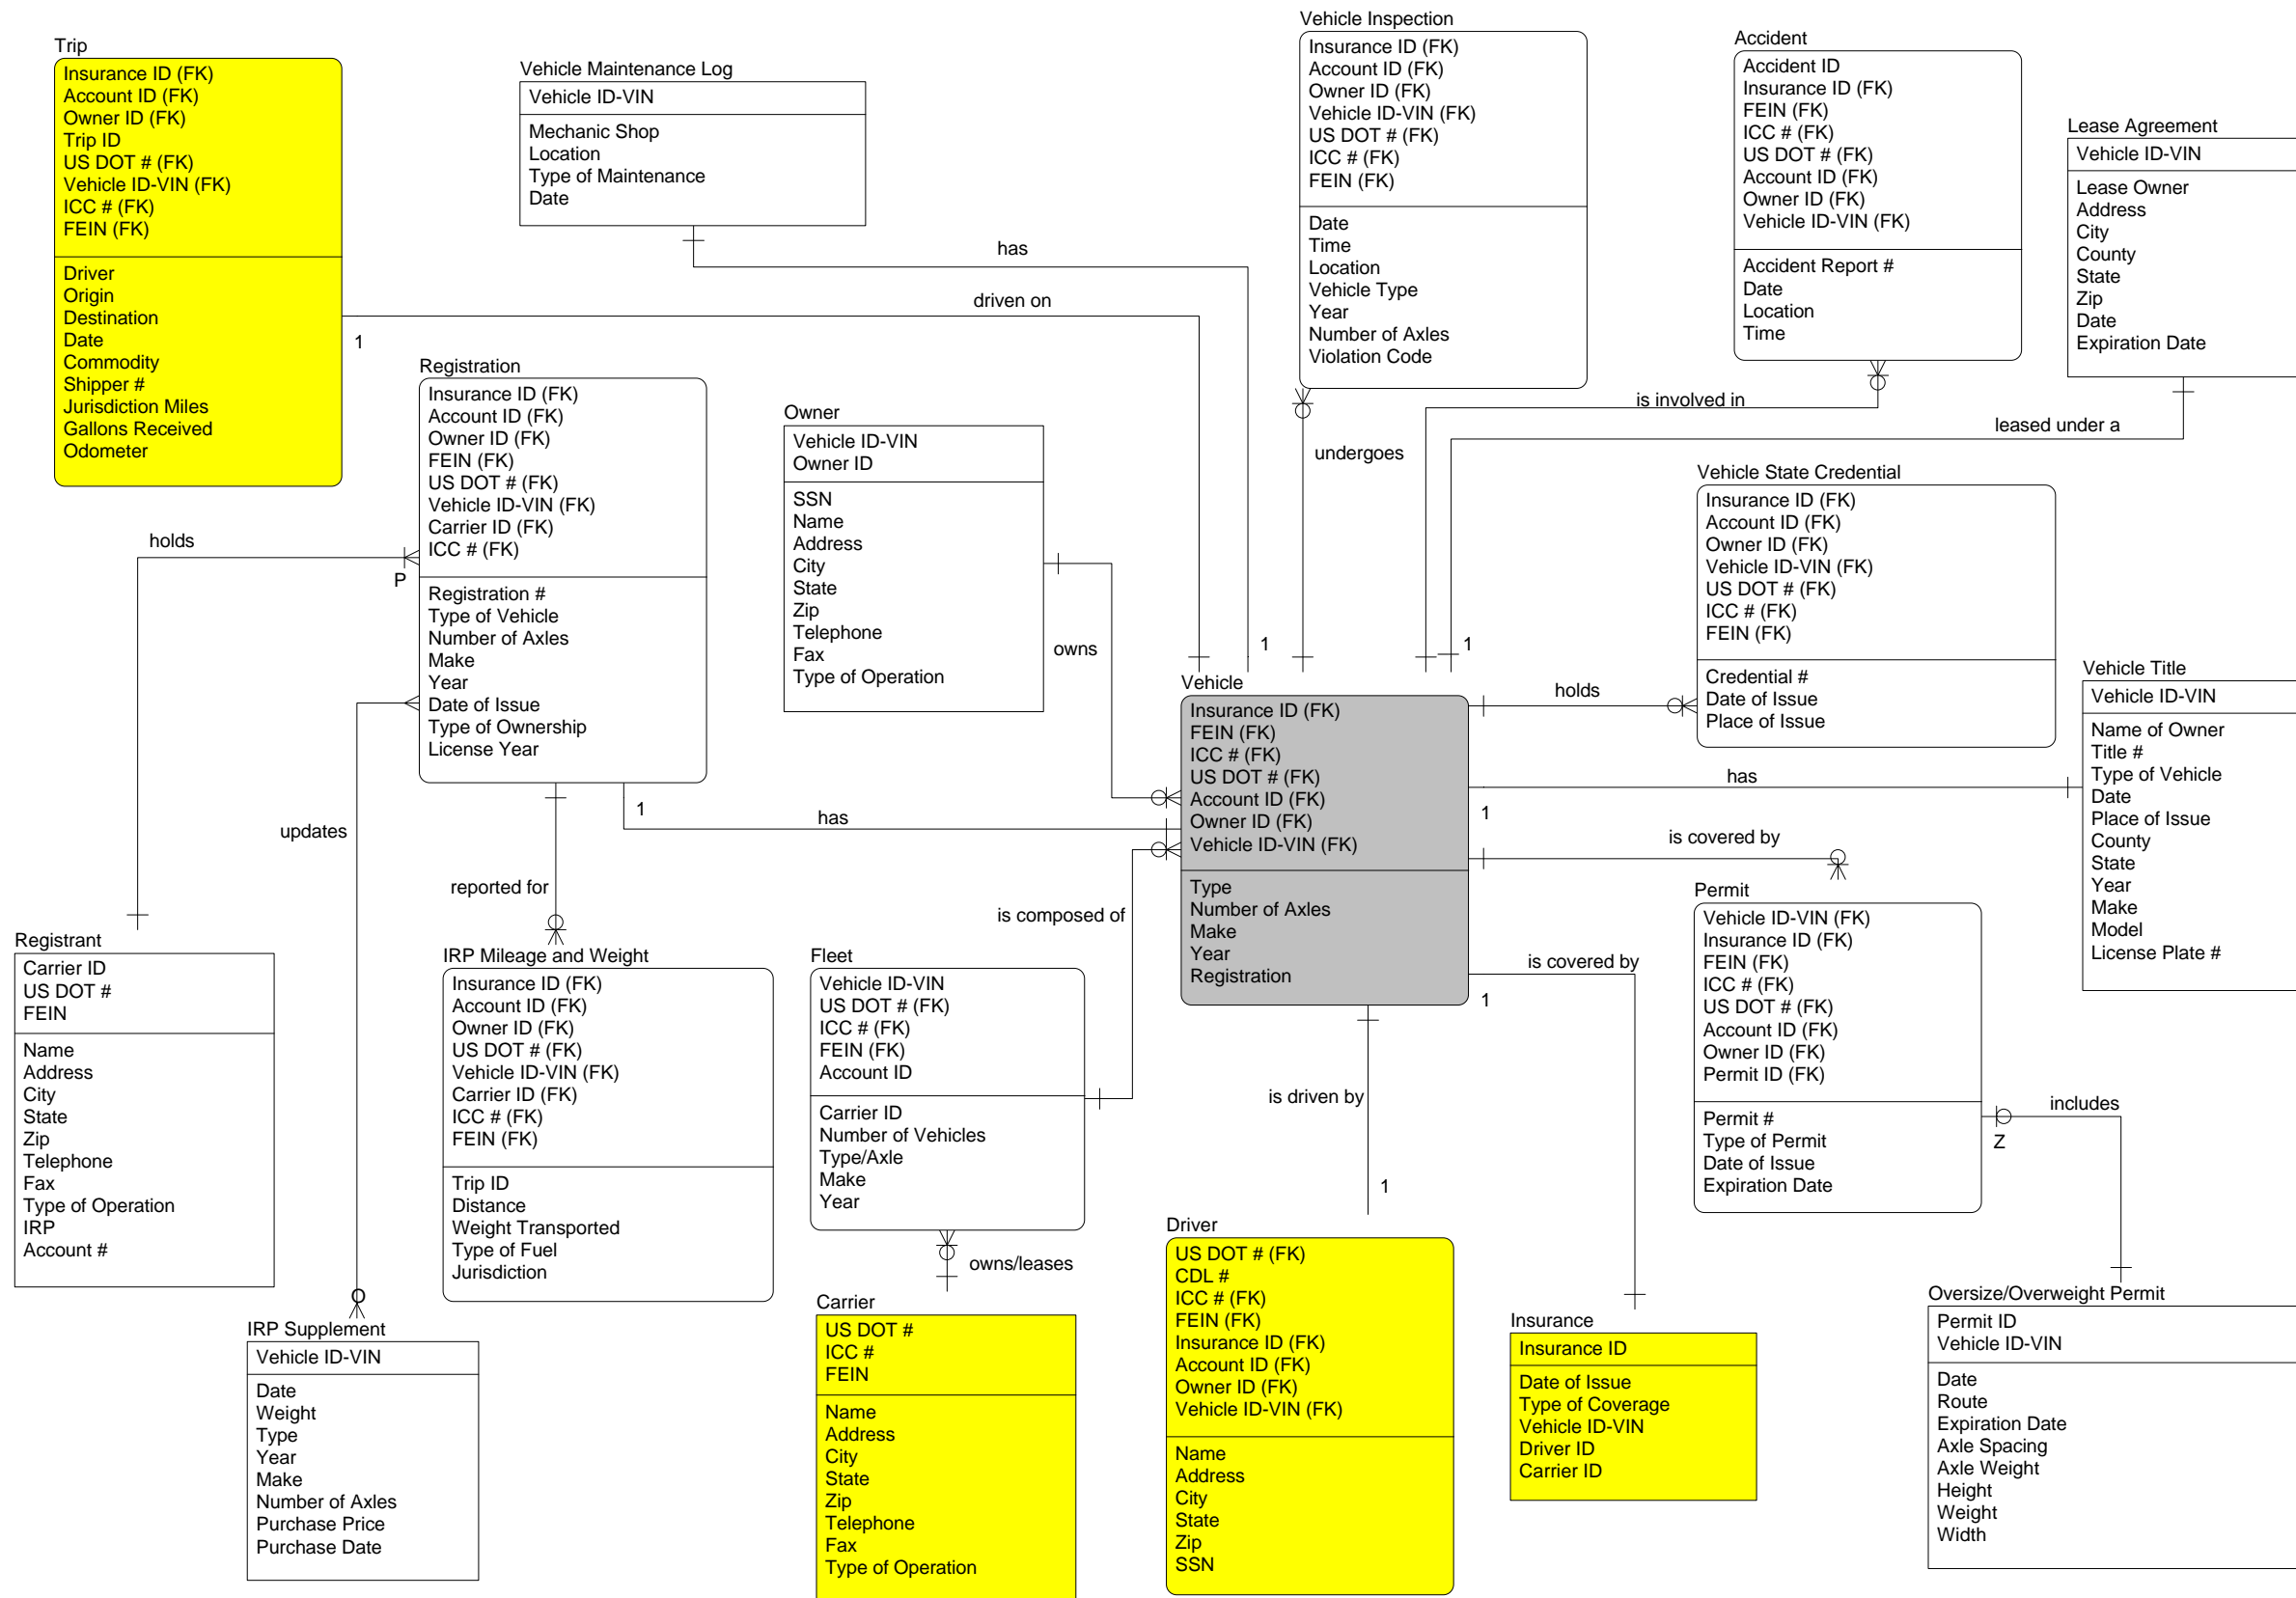 Trip
Insurance ID (FK)
Account ID (FK)
Owner ID (FK)
Trip ID
US DOT # (FK)
Vehicle ID-VIN (FK)
ICC # (FK)
FEIN (FK)
Driver
Origin
Destination
Date
Commodity
Shipper #
Jurisdiction Miles
Gallons Received
Odometer
1
Vehicle Maintenance Log
Vehicle ID-VIN
Mechanic Shop
Location
Type of Maintenance
Date
has
driven on
Vehicle Inspection
Insurance ID (FK)
Account ID (FK)
Owner ID (FK)
Vehicle ID-VIN (FK)
US DOT # (FK)
ICC # (FK)
FEIN (FK)
Date
Time
Location
Vehicle Type
Year
Number of Axles
Violation Code
undergoes
Accident
Accident ID
Insurance ID (FK)
FEIN (FK)
ICC # (FK)
US DOT # (FK)
Account ID (FK)
Owner ID (FK)
Vehicle ID-VIN (FK)
Accident Report #
Date
Location
Time
is involved in
Lease Agreement
Vehicle ID-VIN
Lease Owner
Address
City
County
State
Zip
Date
Expiration Date
leased under a
Registration
Insurance ID (FK)
Account ID (FK)
Owner ID (FK)
FEIN (FK)
US DOT # (FK)
Vehicle ID-VIN (FK)
Carrier ID (FK)
ICC # (FK)
Registration #
Type of Vehicle
Number of Axles
Make
Year
Date of Issue
Type of Ownership
License Year
holds
P
updates
1
has
reported for
Owner
Vehicle ID-VIN
Owner ID
SSN
Name
Address
City
State
Zip
Telephone
Fax
Type of Operation
owns
1
1
Vehicle
Insurance ID (FK)
FEIN (FK)
ICC # (FK)
US DOT # (FK)
Account ID (FK)
Owner ID (FK)
Vehicle ID-VIN (FK)
Type
Number of Axles
Make
Year
Registration
holds
has
1
is covered by
is covered by
1
is composed of
is driven by
1
Vehicle State Credential
Insurance ID (FK)
Account ID (FK)
Owner ID (FK)
Vehicle ID-VIN (FK)
US DOT # (FK)
ICC # (FK)
FEIN (FK)
Credential #
Date of Issue
Place of Issue
Vehicle Title
Vehicle ID-VIN
Name of Owner
Title #
Type of Vehicle
Date
Place of Issue
County
State
Year
Make
Model
License Plate #
Permit
Vehicle ID-VIN (FK)
Insurance ID (FK)
FEIN (FK)
ICC # (FK)
US DOT # (FK)
Account ID (FK)
Owner ID (FK)
Permit ID (FK)
Permit #
Type of Permit
Date of Issue
Expiration Date
includes
Z
Registrant
Carrier ID
US DOT #
FEIN
Name
Address
City
State
Zip
Telephone
Fax
Type of Operation
IRP
Account #
IRP Mileage and Weight
Insurance ID (FK)
Account ID (FK)
Owner ID (FK)
US DOT # (FK)
Vehicle ID-VIN (FK)
Carrier ID (FK)
ICC # (FK)
FEIN (FK)
Trip ID
Distance
Weight Transported
Type of Fuel
Jurisdiction
Fleet
Vehicle ID-VIN
US DOT # (FK)
ICC # (FK)
FEIN (FK)
Account ID
Carrier ID
Number of Vehicles
Type/Axle
Make
Year
owns/leases
IRP Supplement
Vehicle ID-VIN
Date
Weight
Type
Year
Make
Number of Axles
Purchase Price
Purchase Date
Carrier
US DOT #
ICC #
FEIN
Name
Address
City
State
Zip
Telephone
Fax
Type of Operation
Driver
US DOT # (FK)
CDL #
ICC # (FK)
FEIN (FK)
Insurance ID (FK)
Account ID (FK)
Owner ID (FK)
Vehicle ID-VIN (FK)
Name
Address
City
State
Zip
SSN
Insurance
Insurance ID
Date of Issue
Type of Coverage
Vehicle ID-VIN
Driver ID
Carrier ID
Oversize/Overweight Permit
Permit ID
Vehicle ID-VIN
Date
Route
Expiration Date
Axle Spacing
Axle Weight
Height
Weight
Width